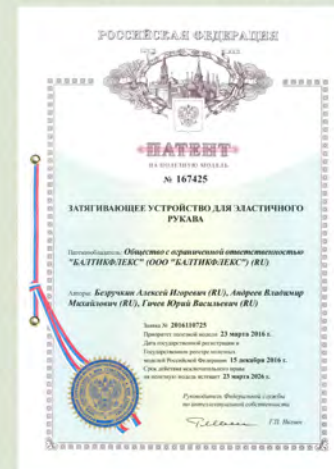 РОССИЙСКАЯ ФЕДЕРАЦИЯ
ПАТЕНТ
НА ПОЛЕЗНУЮ МОДЕЛЬ
№ 167425
ЗАТЯГИВАЮЩЕЕ УСТРОЙСТВО ДЛЯ ЭЛАСТИЧНОГО
РУКАВА
Патентообладатель: Общество с ограниченной ответственностью
"БАЛТИКФЛЕКС" (ООО "БАЛТИКФЛЕКС") (RU)
Авторы: Безручкин Алексей Игоревич (RU), Андреев Владимир
Михайлович (RU), Гичев Юрий Васильевич (RU)
Заявка № 2016110725
Приоритет полезной модели 23 марта 2016 г.
Дата государственной регистрации в
Государственном реестре полезных
моделей Российской Федерации 15 декабря 2016 г.
Срок действия исключительного права
на полезную модель истекает 23 марта 2026 г.
Руководитель Федеральной службы
по интеллектуальной собственности
Г.П. Ивлиев